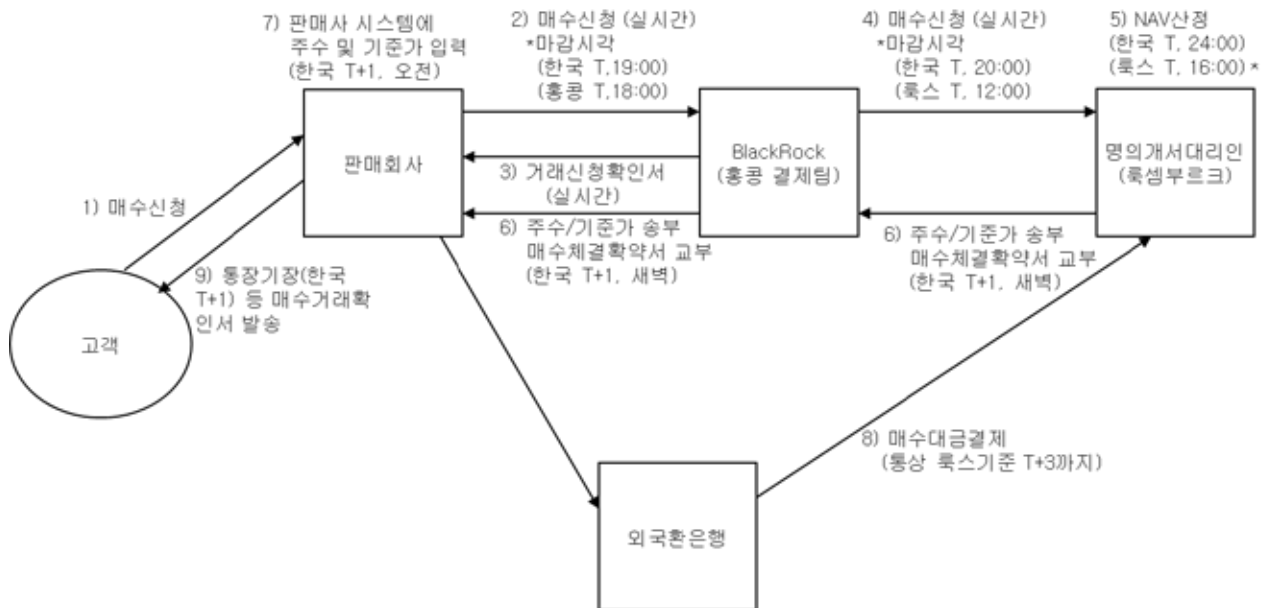 7) 판매사 시스템에
주수 및 기준가 입력
(한국 T+1, 오전)
2) 매수신청 (실시간)
*마감시각
(한국 T,19:00)
(홍콩 T,18:00)
4) 매수신청 (실시간)
*마감시각
(한국 T, 20:00)
(룩스 T, 12:00)
5) NAV산정
(한국 T, 24:00)
(룩스 T, 16:00)*
판매회사
BlackRock
(홍콩 결제팀)
명의개서대리인
(룩셈부르크)
3) 거래신청확인서
(실시간)
1) 매수신청
6) 주수/기준가 송부
매수체결확약서 교부
(한국 T+1, 새벽)
6) 주수/기준가 송부
매수체결확약서 교부
(한국 T+1, 새벽)
9) 통장기장(한국
T+1) 등 매수거래확
인서 발송
고객
8) 매수대금결제
(통상 룩스기준 T+3까지)
외국환은행